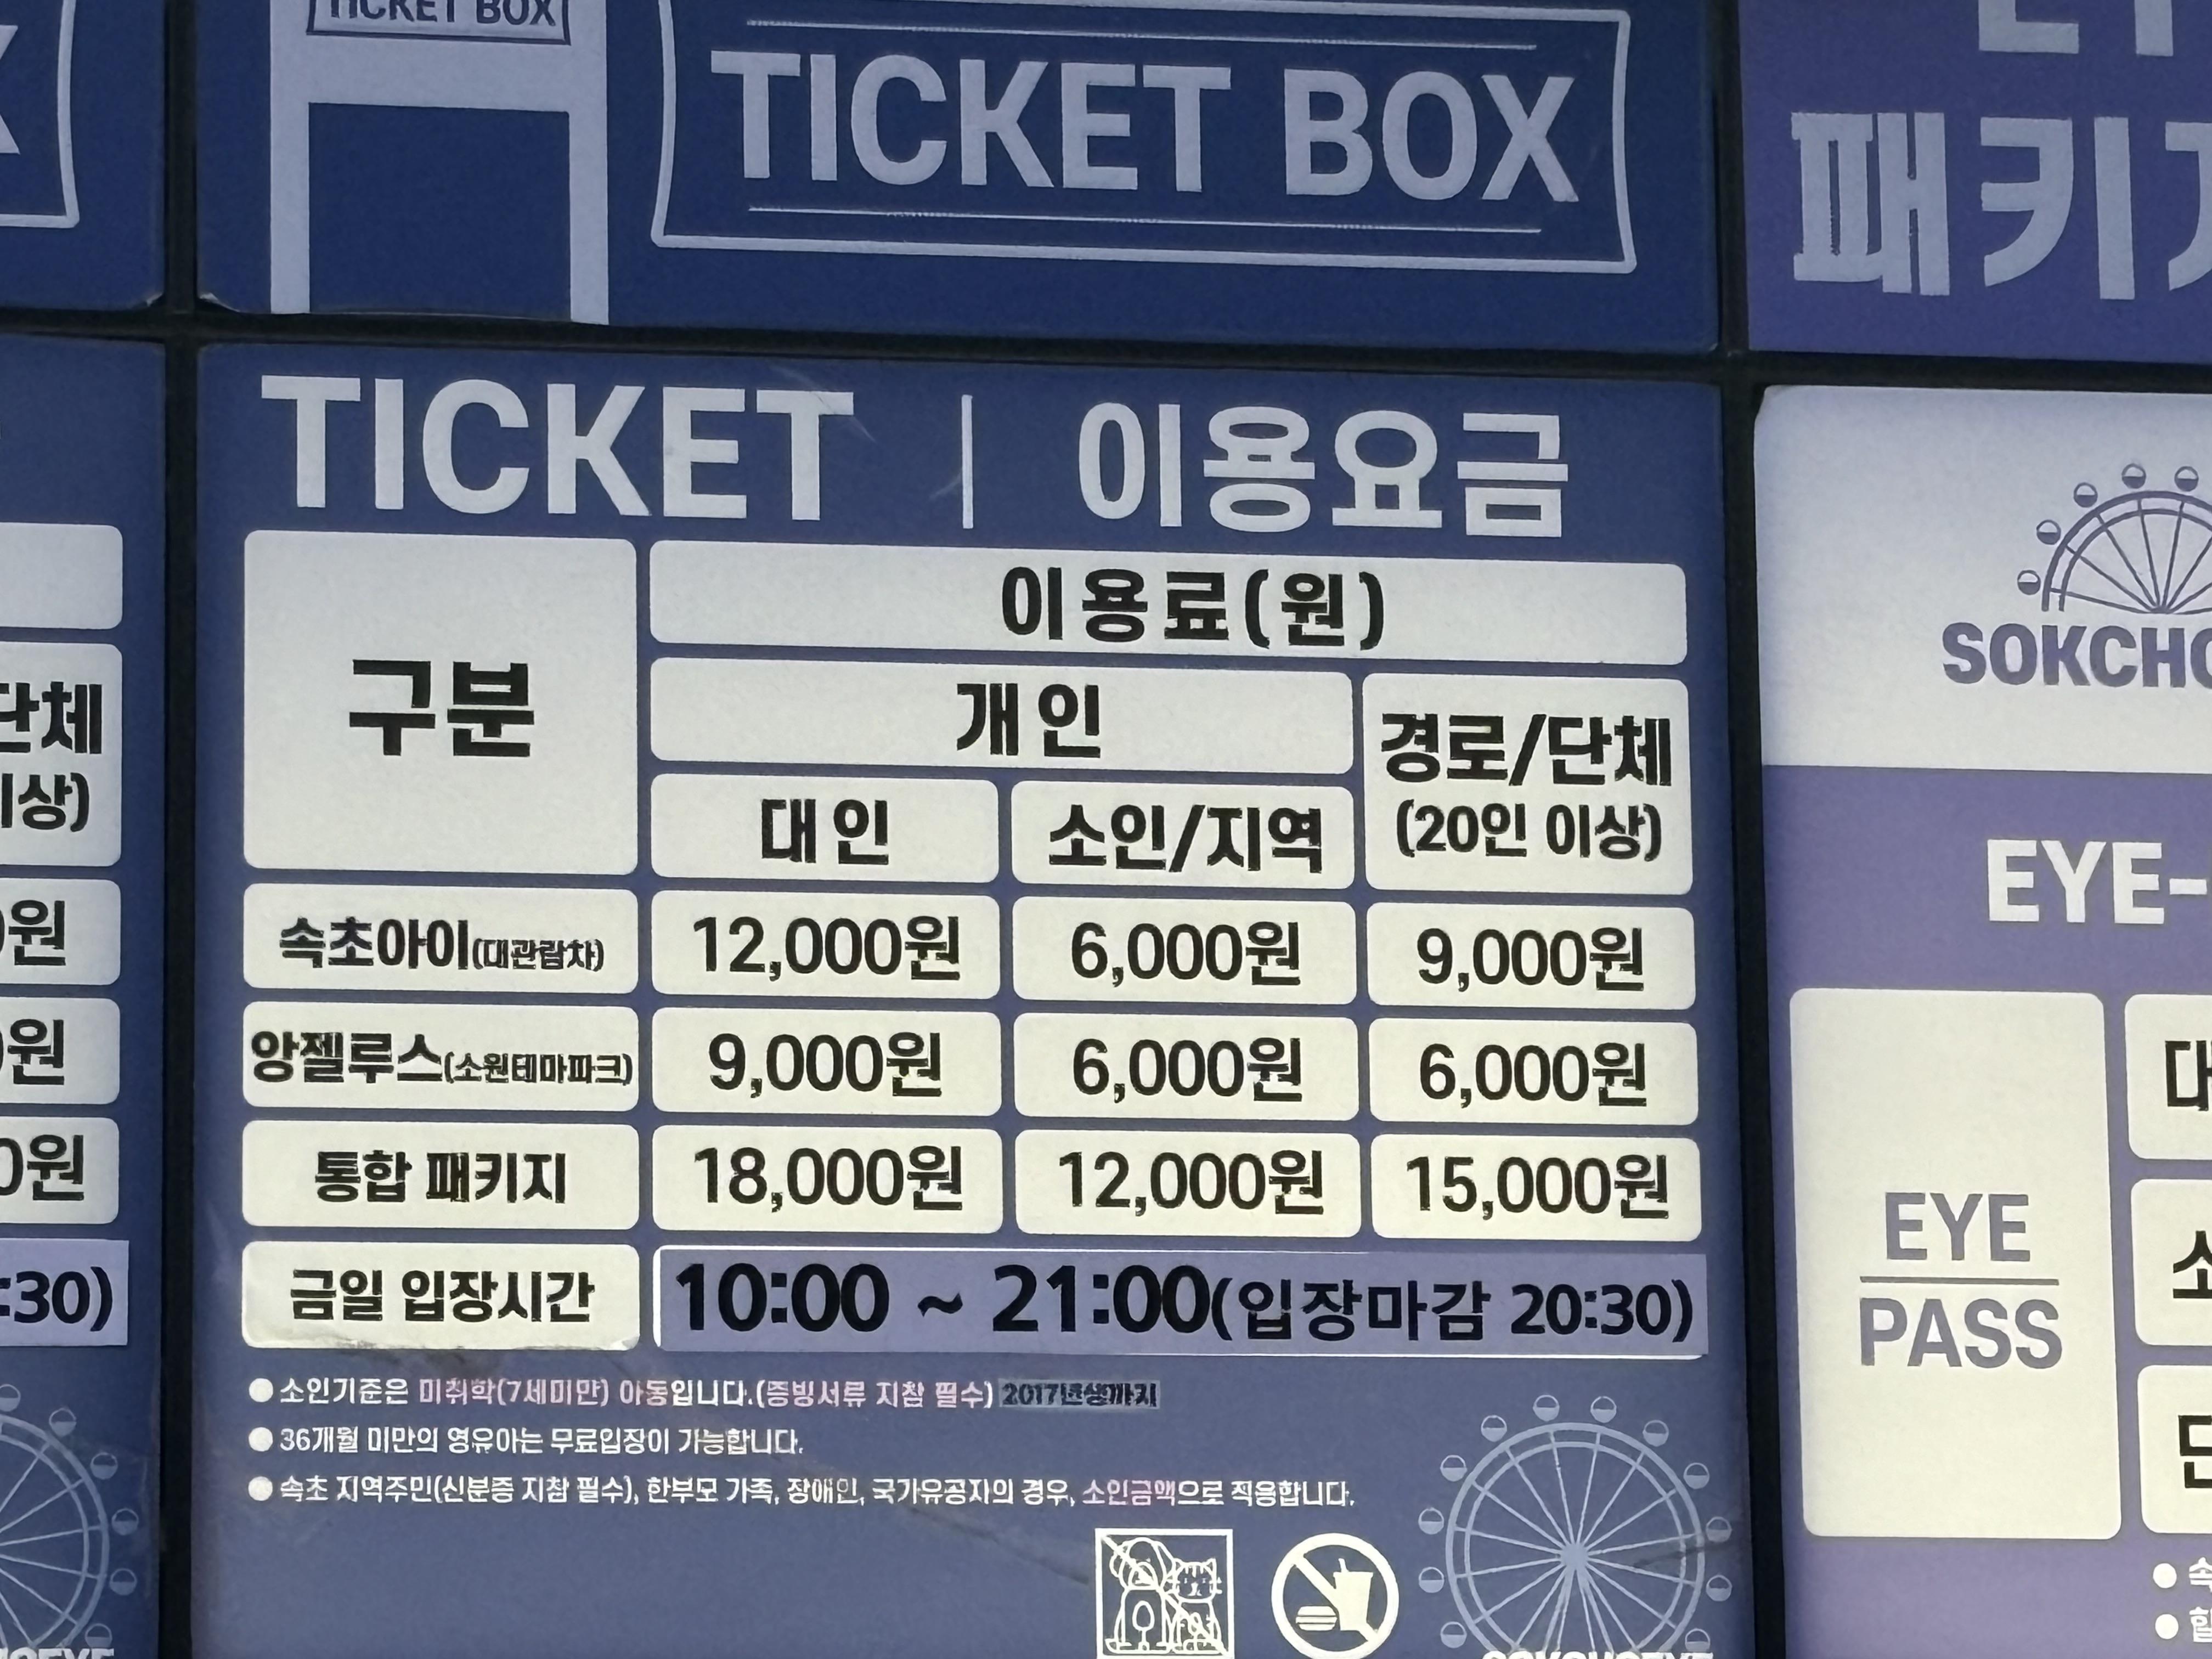 TICKET BOX
TICKET BOX
TICKET | 이용요금
구분
이용료(원)
개인
경로/단체
(20인 이상)
대인
소인/지역
속초아이(대관람차)
12,000원
6,000원
9,000원
앙젤루스(소원테마파크)
9,000원
6,000원
6,000원
통합 패키지
18,000원
12,000원
15,000원
금일 입장시간
10:00 ~ 21:00(입장마감 20:30)
● 소인기준은 미취학(7세미만) 아동입니다.(증빙서류 지참 필수) 2017년생까지
● 36개월 미만의 영유아는 무료입장이 가능합니다.
● 속초 지역주민(신분증 지참 필수), 한부모 가족, 장애인, 국가유공자의 경우, 소인금액으로 적용합니다.
단체
이상)
원
원
0원
:30)
패키
SOKCHO
EYE-
EYE
PASS
대
소